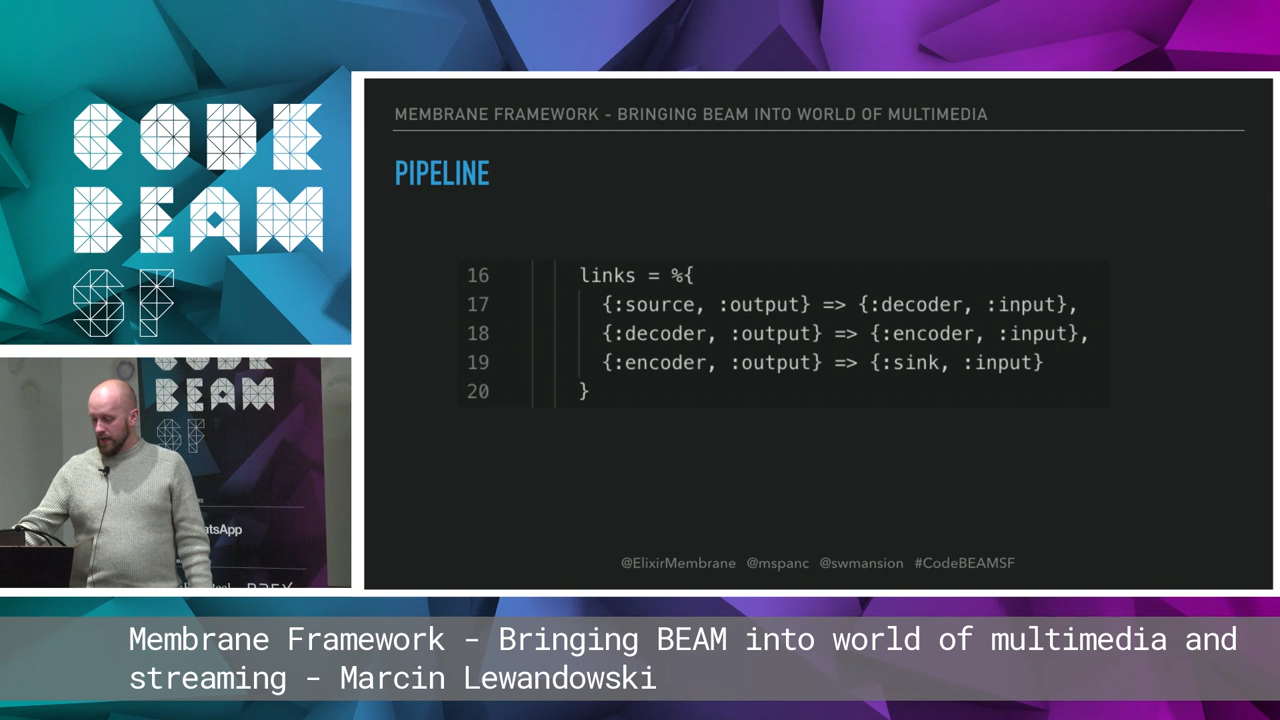 CODE
BEAM
SF
MEMBRANE FRAMEWORK - BRINGING BEAM INTO WORLD OF MULTIMEDIA
PIPELINE
16 links = %{
17 {:source, :output} => {:decoder, :input},
18 {:decoder, :output} => {:encoder, :input},
19 {:encoder, :output} => {:sink, :input}
20 }
@ElixirMembrane @mspanc @swmansion #CodeBEAMSF
CODE
BEAM
SF
Membrane Framework - Bringing BEAM into world of multimedia and
streaming - Marcin Lewandowski